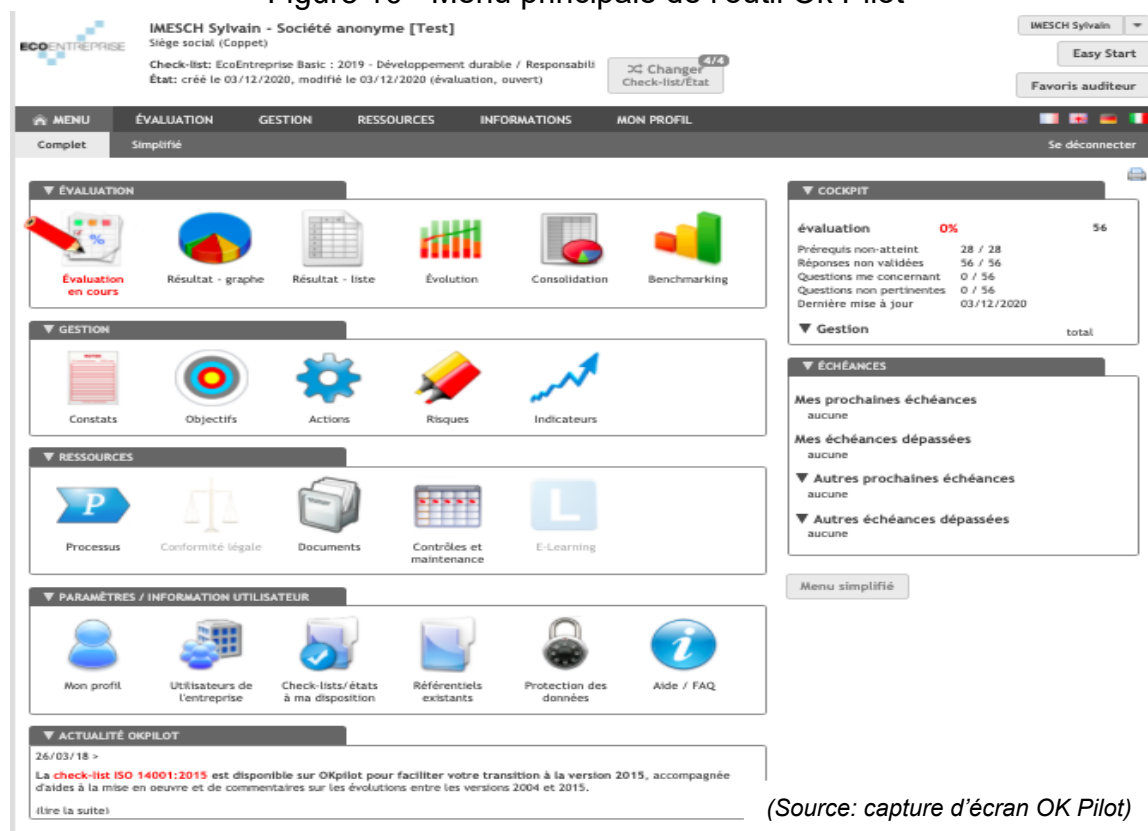 Figure 10 - Menu principale de l'outil Ok Pilot
ECOENTREPRISE
IMESCH Sylvain - Société anonyme [Test]
Siège social (Coppet)
Check-list: EcoEntreprise Basic : 2019 - Développement durable / Responsabili
État: créé le 03/12/2020, modifié le 03/12/2020 (évaluation, ouvert)
Changer 4/4
Check-list/État
IMESCH Sylvain
Easy Start
Favoris auditeur
MENU ÉVALUATION GESTION RESSOURCES INFORMATIONS MON PROFIL
Complet Simplifié Se déconnecter
▼ ÉVALUATION
%
Évaluation en cours
Résultat - graphe
Résultat - liste
Évolution
Consolidation
Benchmarking
▼ GESTION
Constats
Objectifs
Actions
Risques
Indicateurs
▼ RESSOURCES
P
L
Processus
Conformité légale
Documents
Contrôles et maintenance
E-Learning
▼ PARAMÈTRES / INFORMATION UTILISATEUR
i
Mon profil
Utilisateurs de l'entreprise
Check-lists/états à ma disposition
Référentiels existants
Protection des données
Aide / FAQ
▼ ACTUALITÉ OKPILOT
26/03/18 >
La check-list ISO 14001:2015 est disponible sur OKpilot pour faciliter votre transition à la version 2015, accompagnée
d'aides à la mise en oeuvre et de commentaires sur les évolutions entre les versions 2004 et 2015.
(lire la suite)
▼ COCKPIT
évaluation 0% 56
Prérequis non-atteint 28 / 28
Réponses non validées 56 / 56
Questions me concernant 0 / 56
Questions non pertinentes 0 / 56
Dernière mise à jour 03/12/2020
▼ Gestion total
▼ ÉCHÉANCES
Mes prochaines échéances
aucune
Mes échéances dépassées
aucune
▼ Autres prochaines échéances
aucune
▼ Autres échéances dépassées
aucune
Menu simplifié
(Source: capture d'écran OK Pilot)